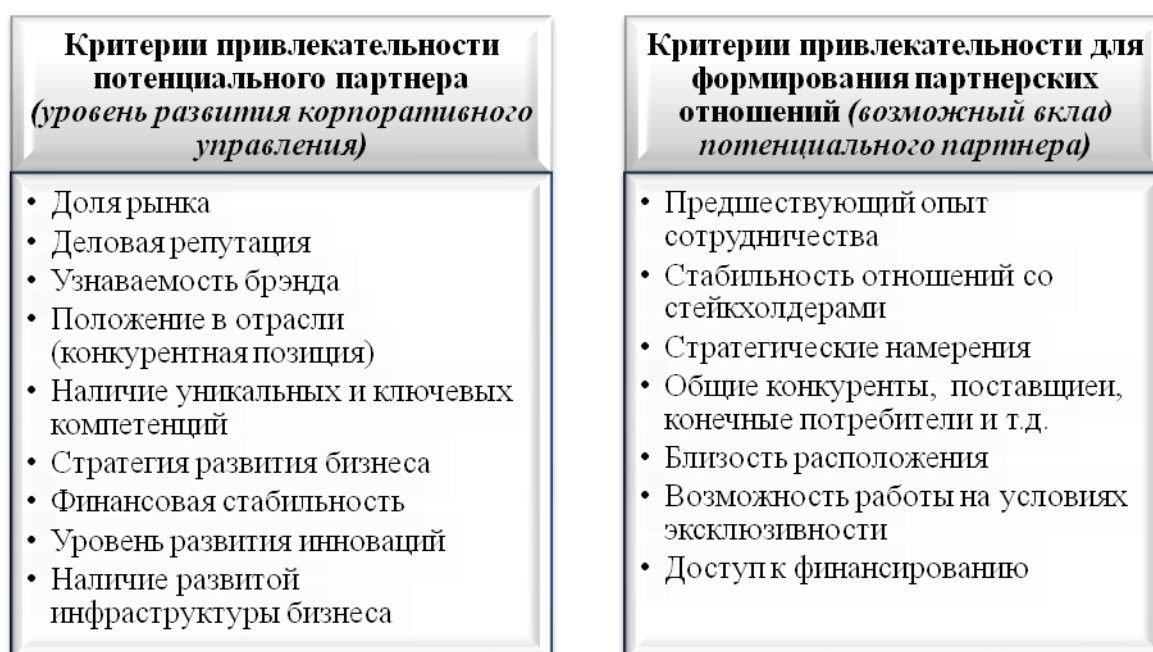 Критерии привлекательности
потенциального партнера
(уровень развития корпоративного
управления)
• Доля рынка
• Деловая репутация
• Узнаваемость брэнда
• Положение в отрасли
(конкурентная позиция)
• Наличие уникальных и ключевых
компетенций
• Стратегия развития бизнеса
• Финансовая стабильность
• Уровень развития инноваций
• Наличие развитой
инфраструктуры бизнеса
Критерии привлекательности для
формирования партнерских
отношений (возможный вклад
потенциального партнера)
• Предшествующий опыт
сотрудничества
• Стабильность отношений со
стейкхолдерами
• Стратегические намерения
• Общие конкуренты, поставщиеи,
конечные потребители и т.д.
• Близость расположения
• Возможность работы на условиях
эксклюзивности
• Доступ к финансированию